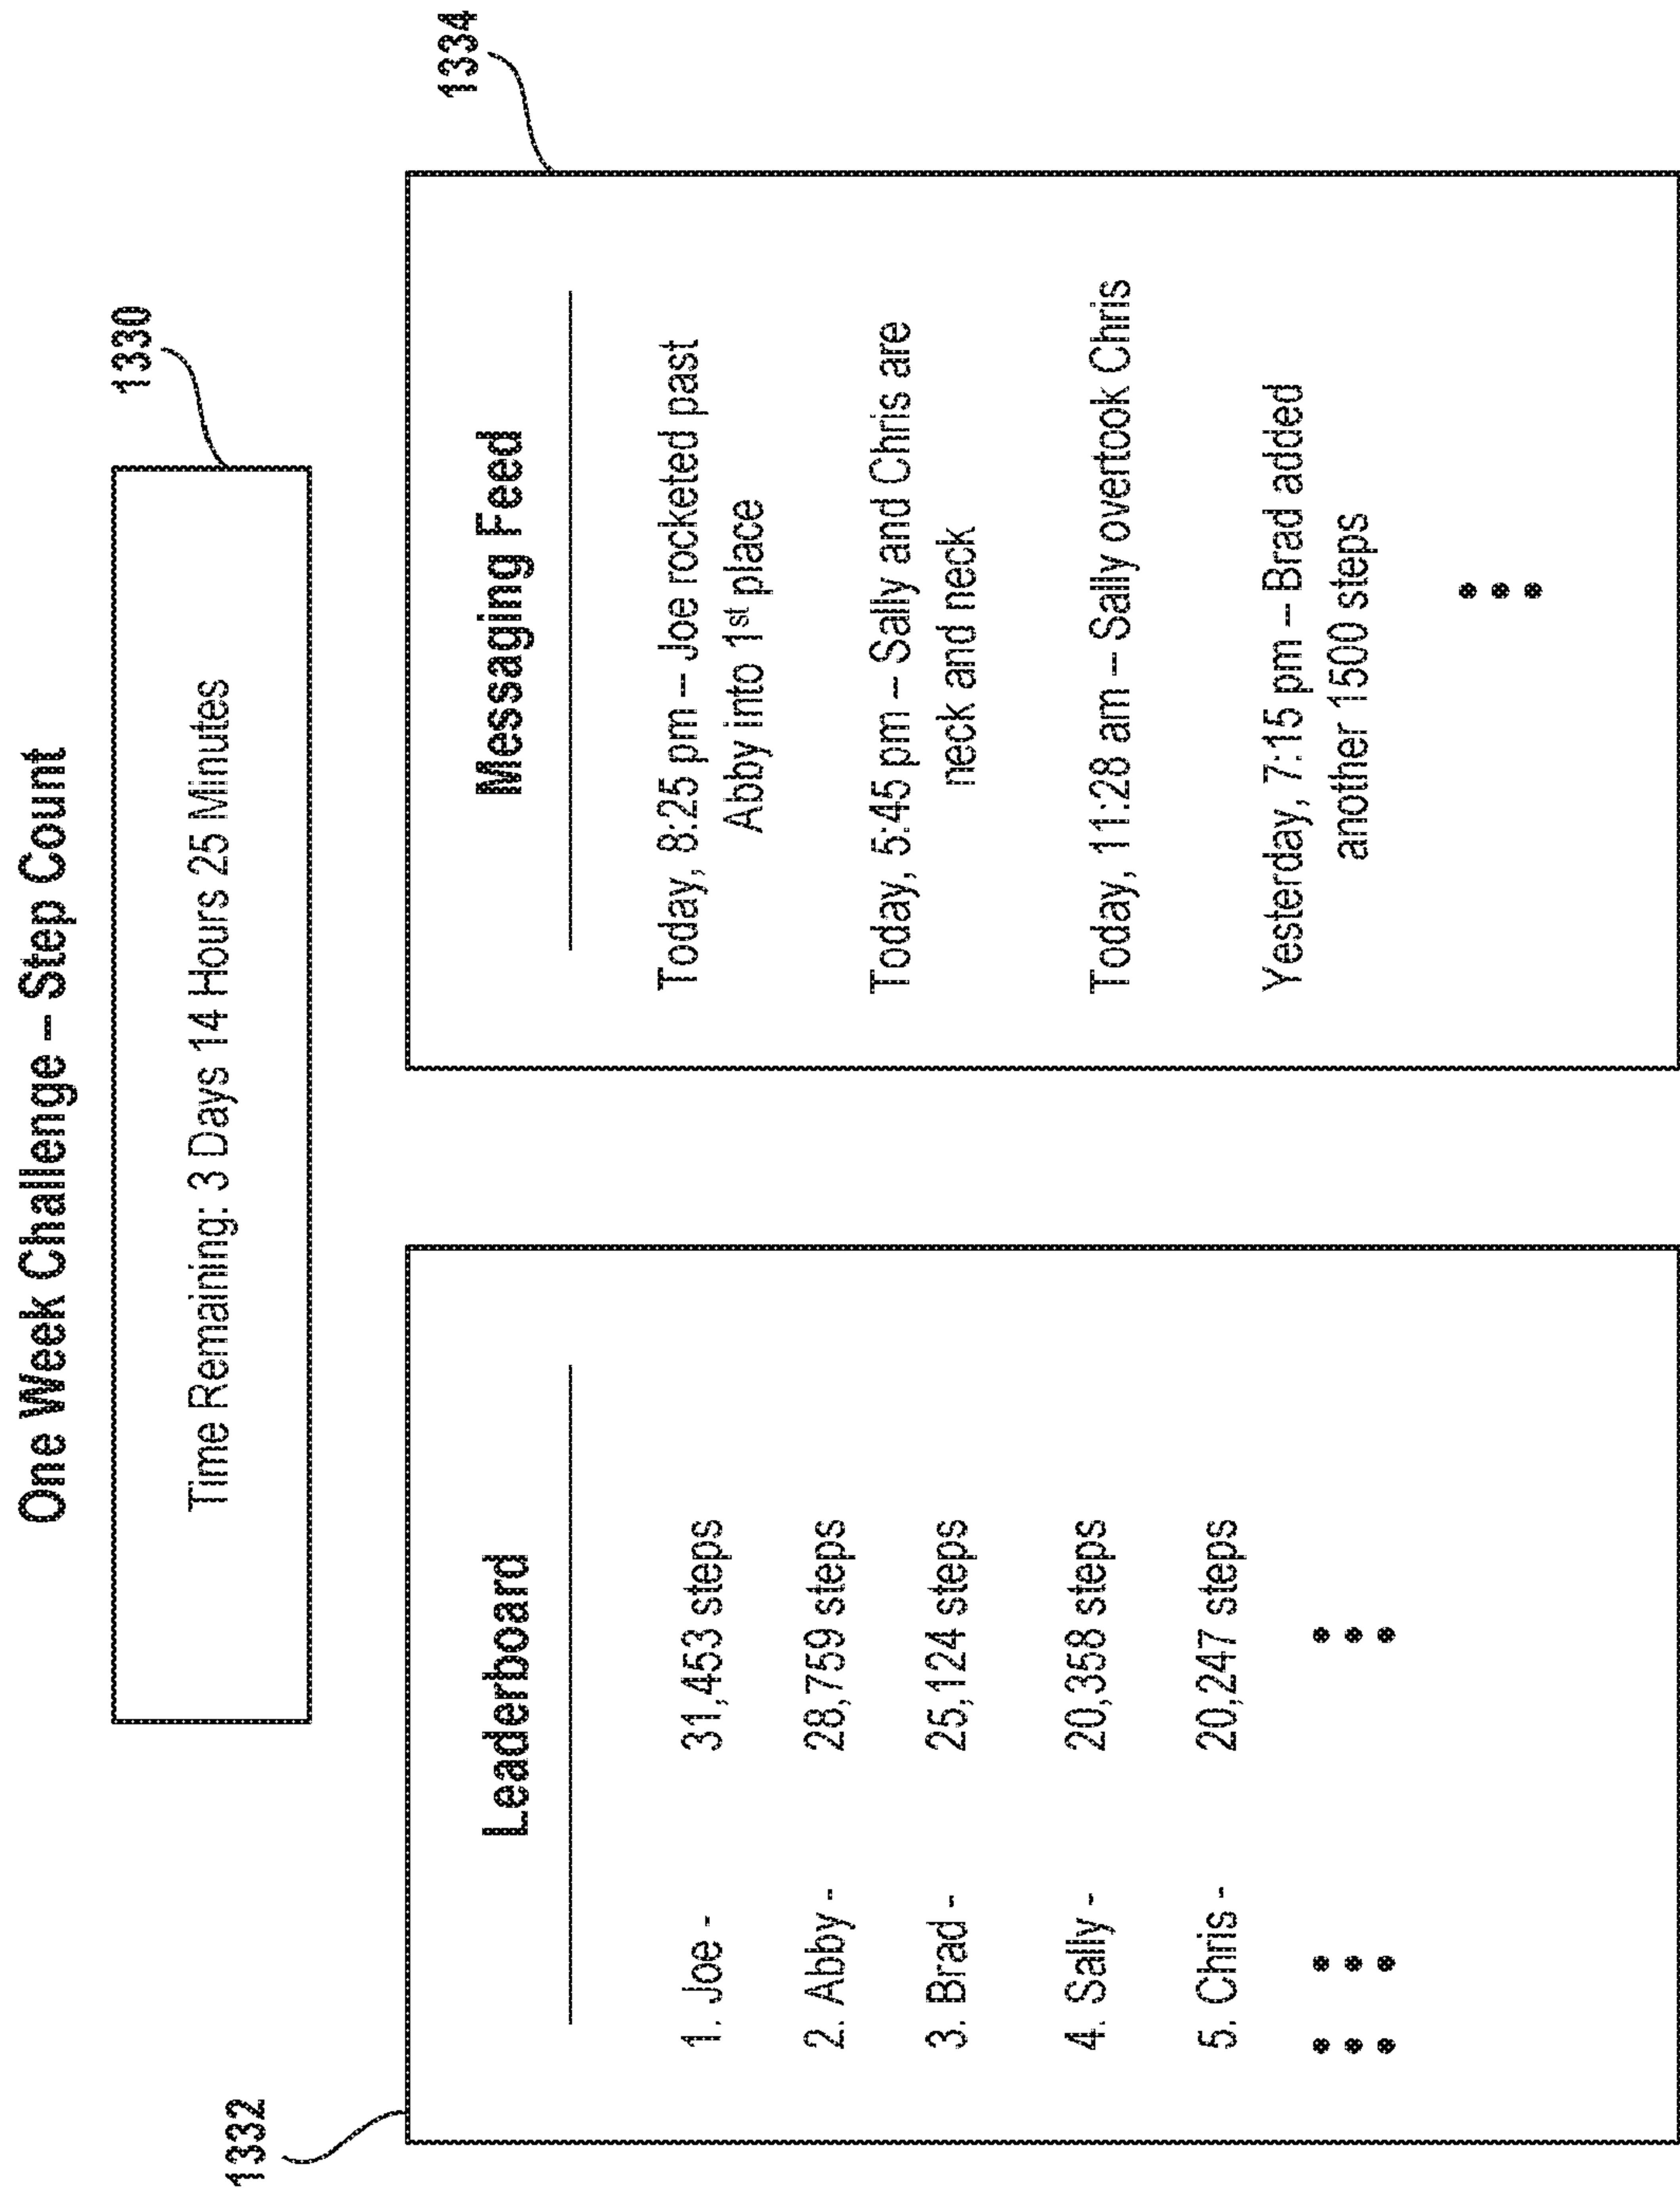 One Week Challenge – Step Count
1330
Time Remaining: 3 Days 14 Hours 25 Minutes
1332
Leaderboard
1. Joe - 31,453 steps
2. Abby - 28,759 steps
3. Brad - 25,124 steps
4. Sally - 20,358 steps
5. Chris - 20,247 steps
1334
Messaging Feed
Today, 8:25 pm – Joe rocketed past
Abby into 1st place
Today, 5:45 pm – Sally and Chris are
neck and neck
Today, 11:28 am – Sally overtook Chris
Yesterday, 7:15 pm – Brad added
another 1500 steps